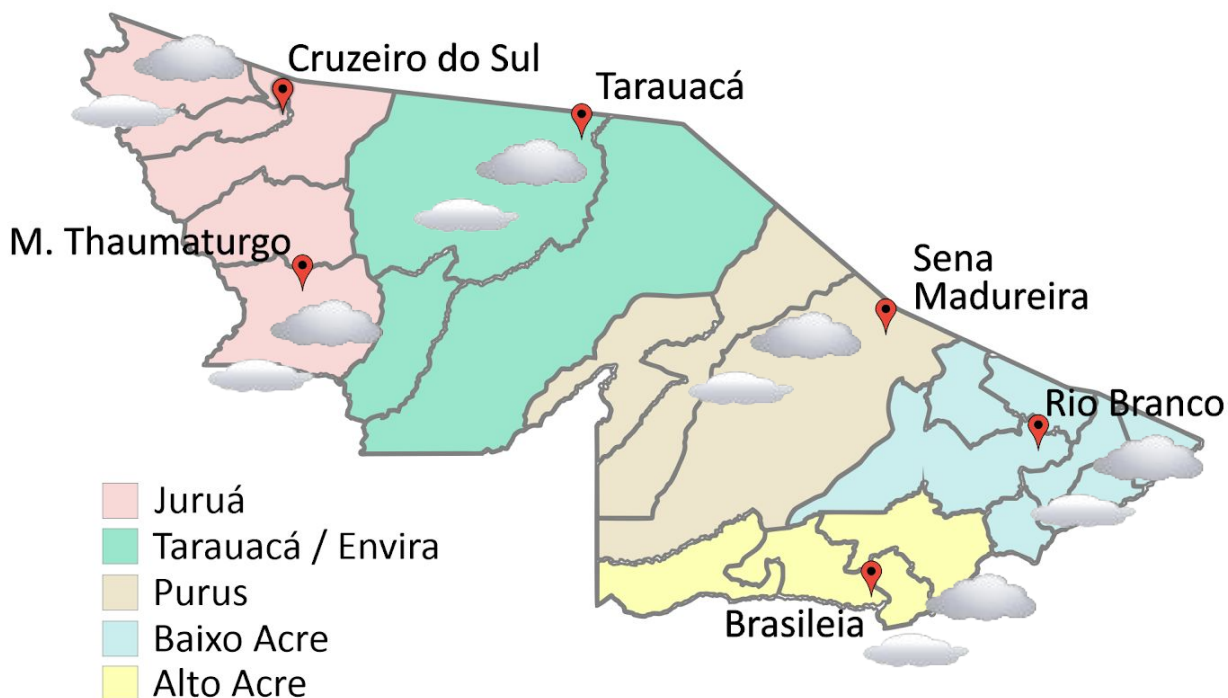 Cruzeiro do Sul
Tarauacá
M. Thaumaturgo
Sena
Madureira
Rio Branco
Brasileia
Juruá
Tarauacá / Envira
Purus
Baixo Acre
Alto Acre